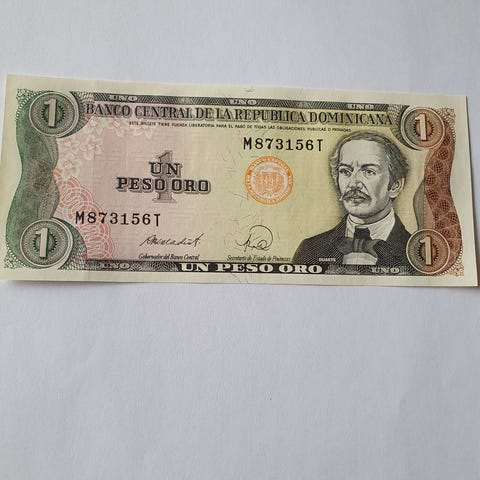 UNO UNO UNO
1 BANCO CENTRAL DE LA REPUBLICA DOMINICANA 1
ESTE BILLETE TIENE FUERZA LIBERATORIA PARA EL PAGO DE TODAS LAS OBLIGACIONES PUBLICAS O PRIVADAS
M873156T
1
UN
PESO ORO
M873156T
1 1
Gobernador del Banco Central Secretario de Estado de Finanzas
DUARTE
UNO UN PESO ORO UNO